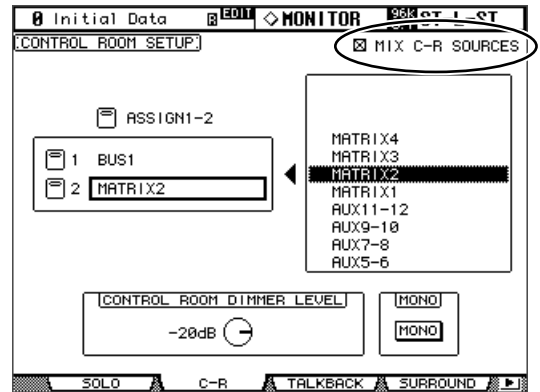 0 Initial Data EDIT MONITOR 96k ST L-ST
CONTROL ROOM SETUP
MIX C-R SOURCES
ASSIGN1-2
1 BUS1
2 MATRIX2
MATRIX4
MATRIX3
MATRIX2
MATRIX1
AUX11-12
AUX9-10
AUX7-8
AUX5-6
CONTROL ROOM DIMMER LEVEL
-20dB
MONO
MONO
SOLO C-R TALKBACK SURROUND